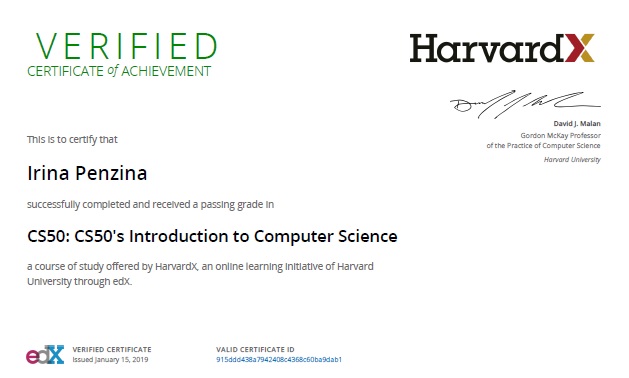 VERIFIED
CERTIFICATE of ACHIEVEMENT
HarvardX
David J. Malan
Gordon McKay Professor
of the Practice of Computer Science
Harvard University
This is to certify that
Irina Penzina
successfully completed and received a passing grade in
CS50: CS50's Introduction to Computer Science
a course of study offered by HarvardX, an online learning initiative of Harvard
University through edX.
edX
VERIFIED CERTIFICATE
Issued January 15, 2019
VALID CERTIFICATE ID
915ddd438a7942408c4368c60ba9dab1